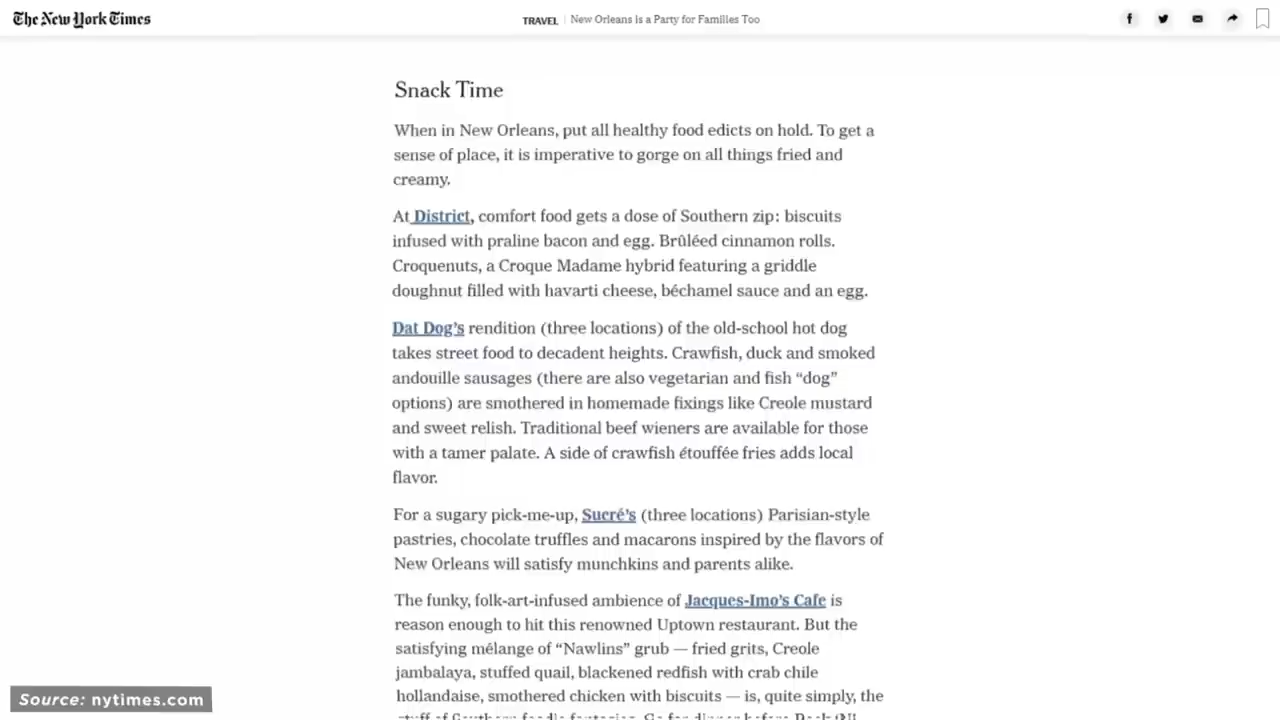 The New York Times
TRAVEL | New Orleans is a Party for Families Too
Snack Time
When in New Orleans, put all healthy food edicts on hold. To get a
sense of place, it is imperative to gorge on all things fried and
creamy.
At District, comfort food gets a dose of Southern zip: biscuits
infused with praline bacon and egg. Brûléed cinnamon rolls.
Croquenuts, a Croque Madame hybrid featuring a griddle
doughnut filled with havarti cheese, béchamel sauce and an egg.
Dat Dog’s rendition (three locations) of the old-school hot dog
takes street food to decadent heights. Crawfish, duck and smoked
andouille sausages (there are also vegetarian and fish “dog”
options) are smothered in homemade fixings like Creole mustard
and sweet relish. Traditional beef wieners are available for those
with a tamer palate. A side of crawfish étouffée fries adds local
flavor.
For a sugary pick-me-up, Sucré’s (three locations) Parisian-style
pastries, chocolate truffles and macarons inspired by the flavors of
New Orleans will satisfy munchkins and parents alike.
The funky, folk-art-infused ambience of Jacques-Imo’s Cafe is
reason enough to hit this renowned Uptown restaurant. But the
satisfying mélange of “Nawlins” grub — fried grits, Creole
jambalaya, stuffed quail, blackened redfish with crab chile
hollandaise, smothered chicken with biscuits — is, quite simply, the
Source: nytimes.com